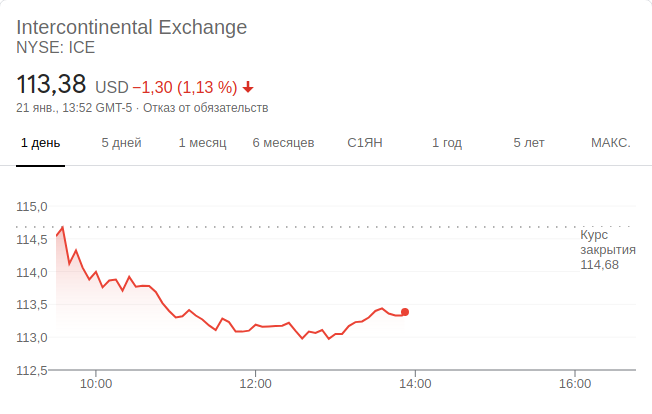 Intercontinental Exchange
NYSE: ICE
113,38 USD −1,30 (1,13 %) ↓
21 янв., 13:52 GMT-5 · Отказ от обязательств
1 день 5 дней 1 месяц 6 месяцев С1ЯН 1 год 5 лет МАКС.
115,0
114,5
114,0
113,5
113,0
112,5
Курс
закрытия
114,68
10:00 12:00 14:00 16:00